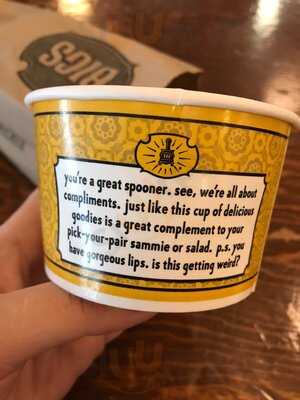 BIGS
you're a great spooner. see, we're all about
compliments. just like this cup of delicious
goodies is a great complement to your
pick-your-pair sammie or salad. p.s. you
have gorgeous lips. is this getting weird?